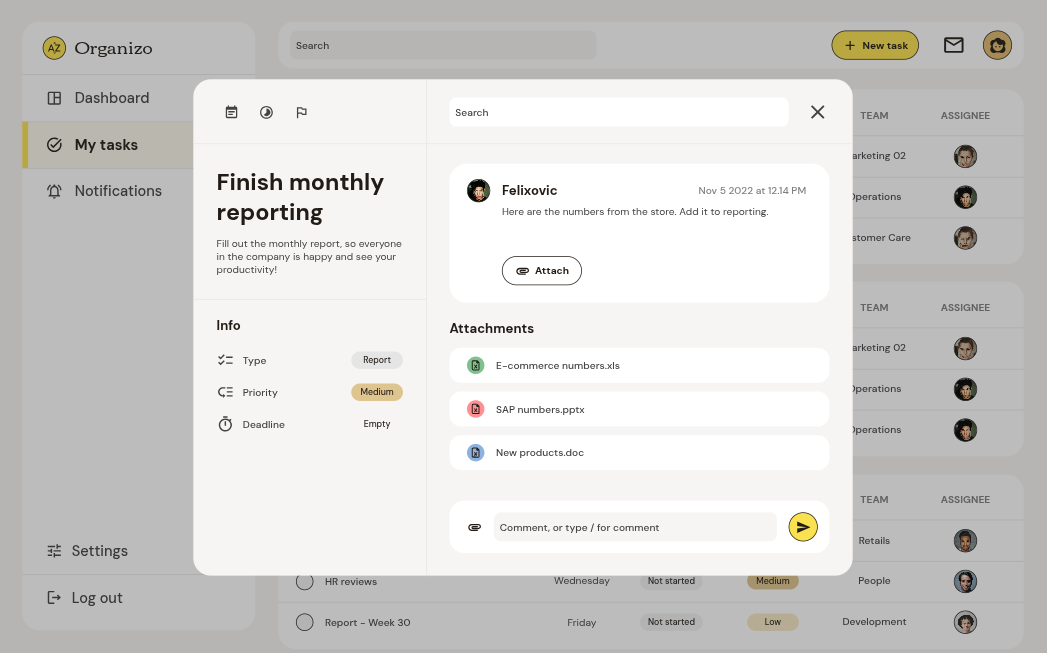 AZ Organizo
Search
New task
Dashboard
My tasks
Notifications
Settings
Log out
Search
Finish monthly
reporting
Fill out the monthly report, so everyone
in the company is happy and see your
productivity!
Info
Type Report
Priority Medium
Deadline Empty
Felixovic Nov 5 2022 at 12.14 PM
Here are the numbers from the store. Add it to reporting.
Attach
Attachments
E-commerce numbers.xls
SAP numbers.pptx
New products.doc
Comment, or type / for comment
TEAM ASSIGNEE
arketing 02
Operations
stomer Care
TEAM ASSIGNEE
arketing 02
Operations
Operations
TEAM ASSIGNEE
Retails
HR reviews Wednesday Not started Medium People
Report - Week 30 Friday Not started Low Development